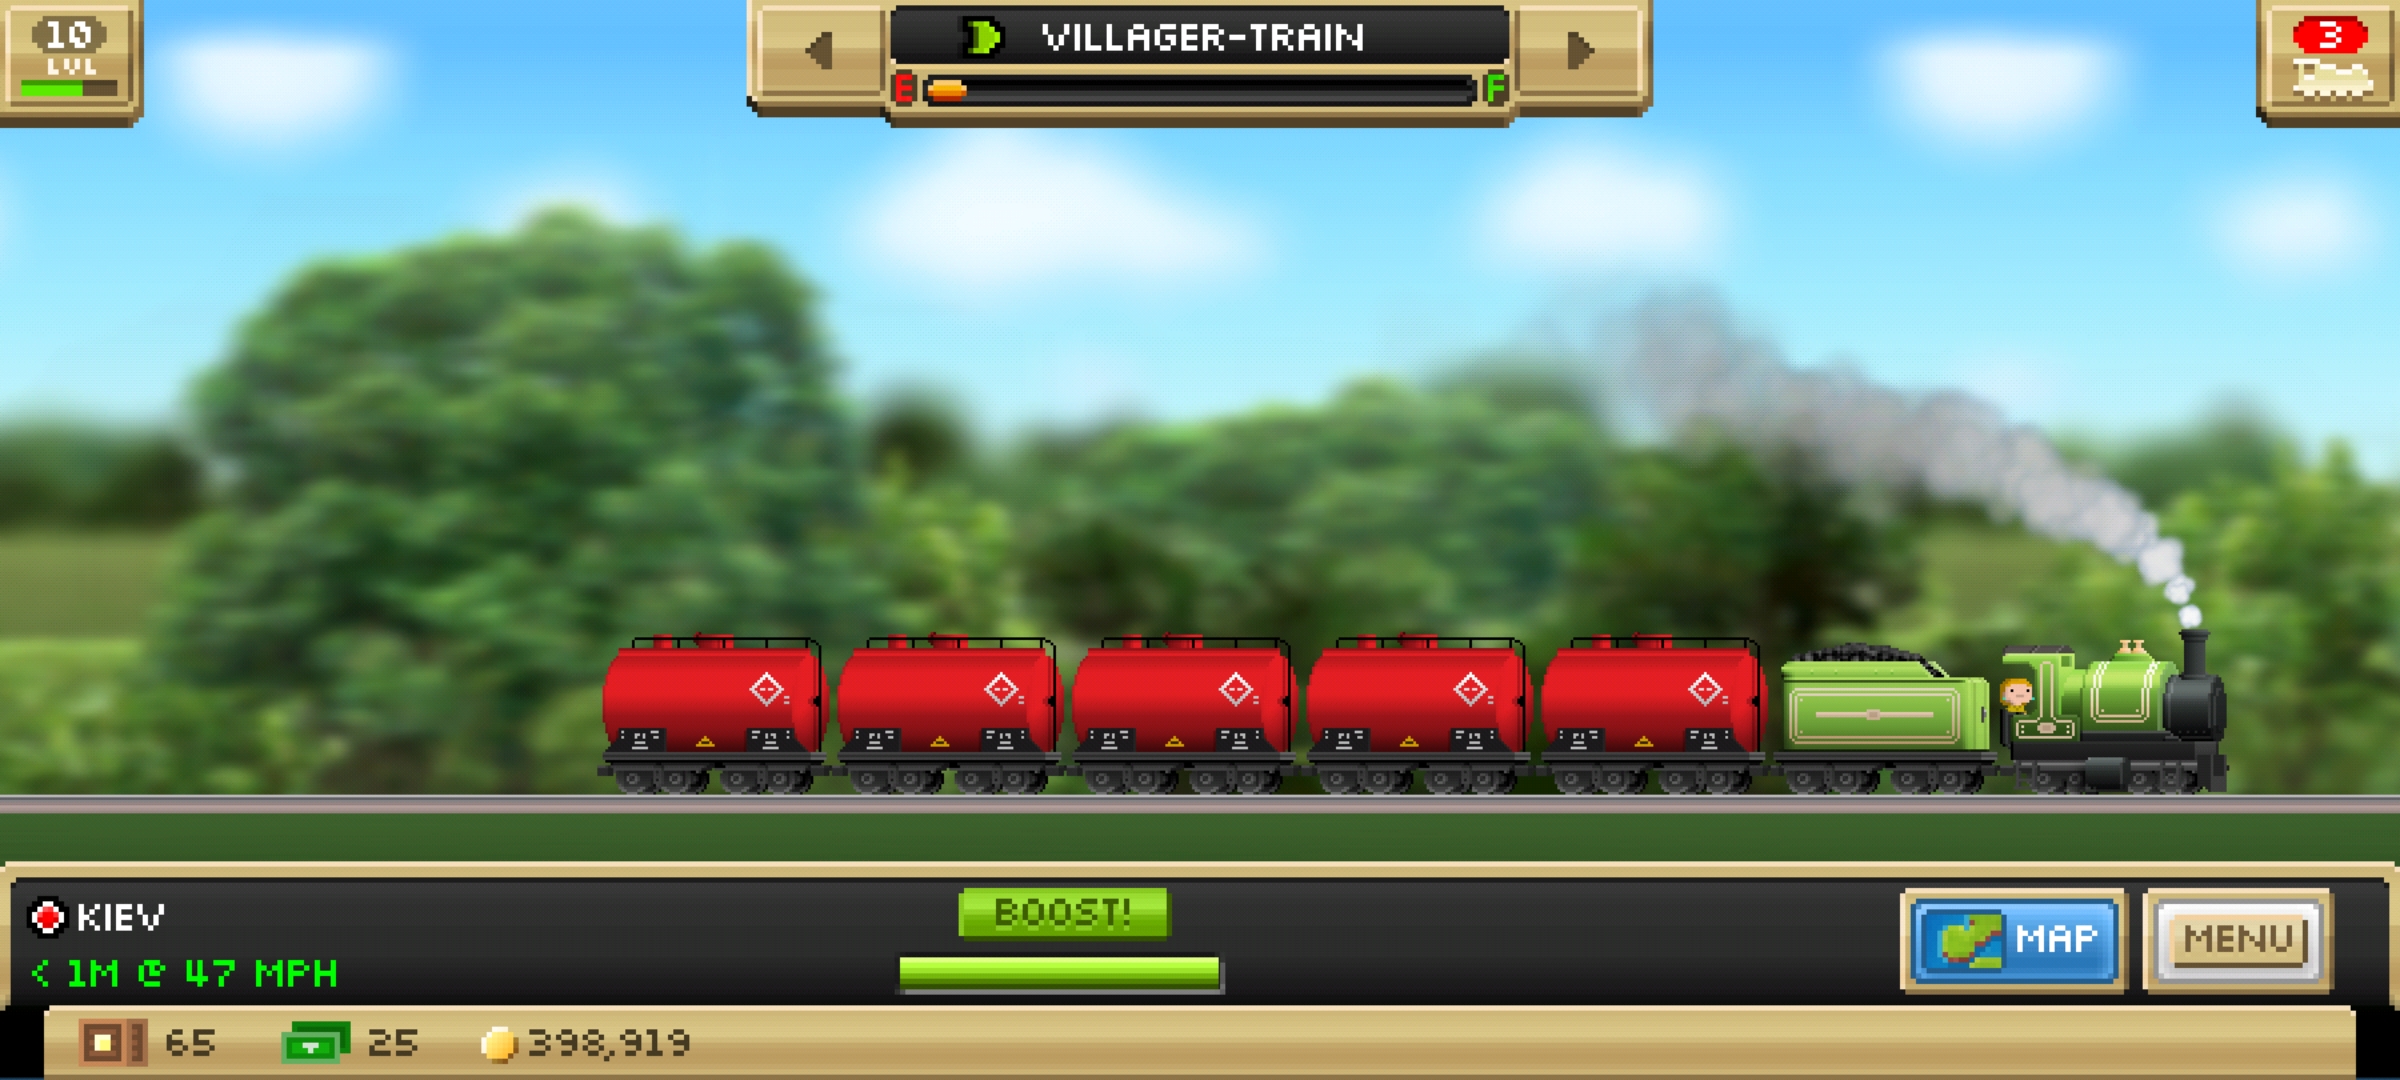 10
LVL
VILLAGER-TRAIN
E F
3
KIEV
< 1M @ 47 MPH
BOOST!
MAP
MENU
65
25
398,919